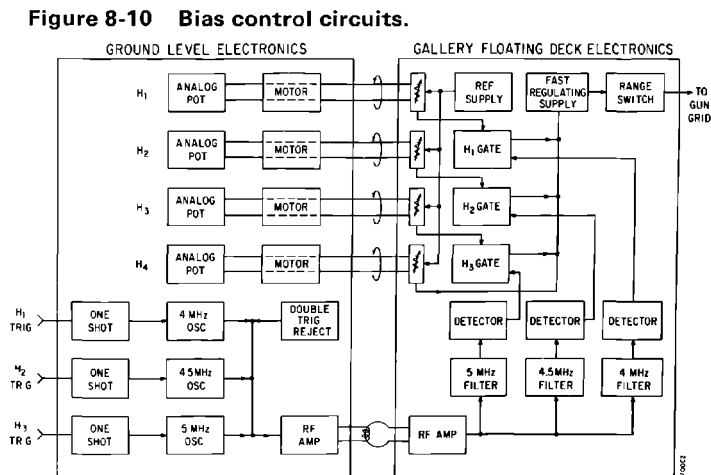 Figure 8-10 Bias control circuits.
GROUND LEVEL ELECTRONICS
GALLERY FLOATING DECK ELECTRONICS
H1
ANALOG
POT
MOTOR
REF
SUPPLY
FAST
REGULATING
SUPPLY
RANGE
SWITCH
TO
GUN
GRID
H2
ANALOG
POT
MOTOR
H1 GATE
H3
ANALOG
POT
MOTOR
H2 GATE
H4
ANALOG
POT
MOTOR
H3 GATE
H1
TRIG
ONE
SHOT
4 MHz
OSC
DOUBLE
TRIG
REJECT
DETECTOR
DETECTOR
DETECTOR
H2
TRIG
ONE
SHOT
4.5MHz
OSC
5 MHz
FILTER
4.5MHz
FILTER
4 MHz
FILTER
H3
TRIG
ONE
SHOT
5 MHz
OSC
RF
AMP
RF AMP